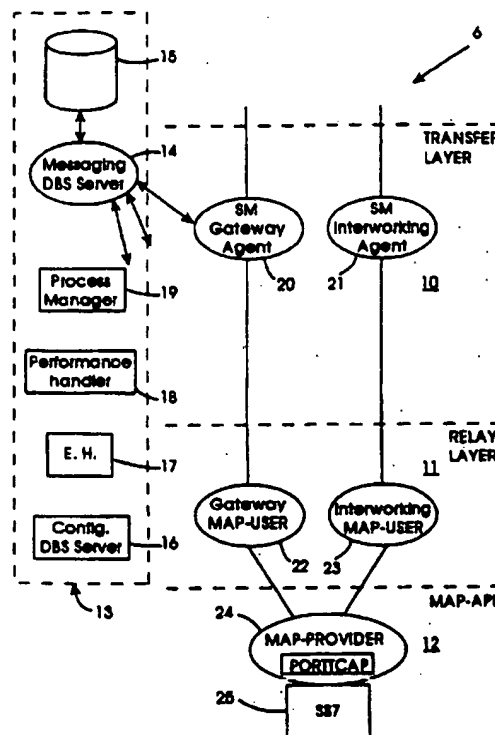 15
6
14
Messaging
DBS Server
TRANSFER
LAYER
SM
Gateway
Agent
20
SM
Interworking
Agent
21
10
Process
Manager
19
Performance
handler
18
E. H.
17
RELAY
LAYER
11
Config.
DBS Server
16
Gateway
MAP-USER
22
Interworking
MAP-USER
23
13
MAP-API
24
MAP-PROVIDER
PORTTCAP
12
25
SS7